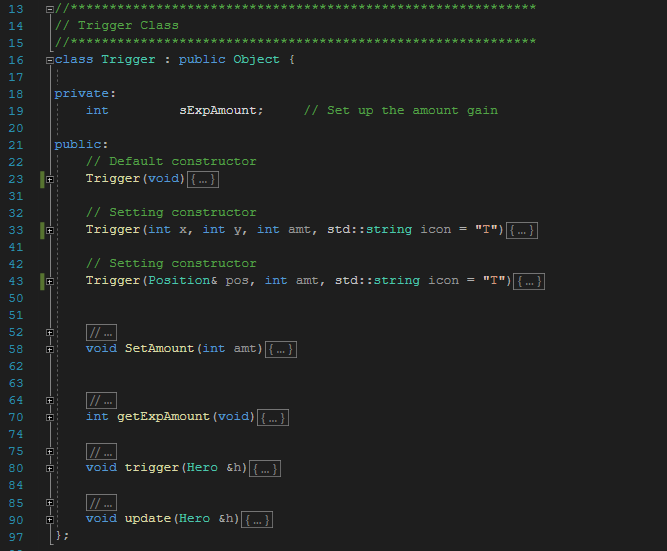 13 //************************************************************
14 // Trigger Class
15 //************************************************************
16 class Trigger : public Object {
17
18 private:
19 int sExpAmount; // Set up the amount gain
20
21 public:
22 // Default constructor
23 Trigger(void){...}
31
32 // Setting constructor
33 Trigger(int x, int y, int amt, std::string icon = "T"){...}
41
42 // Setting constructor
43 Trigger(Position& pos, int amt, std::string icon = "T"){...}
50
51
52 //...
58 void SetAmount(int amt){...}
62
63
64 //...
70 int getExpAmount(void){...}
74
75 //...
80 void trigger(Hero &h){...}
84
85 //...
90 void update(Hero &h){...}
97 };